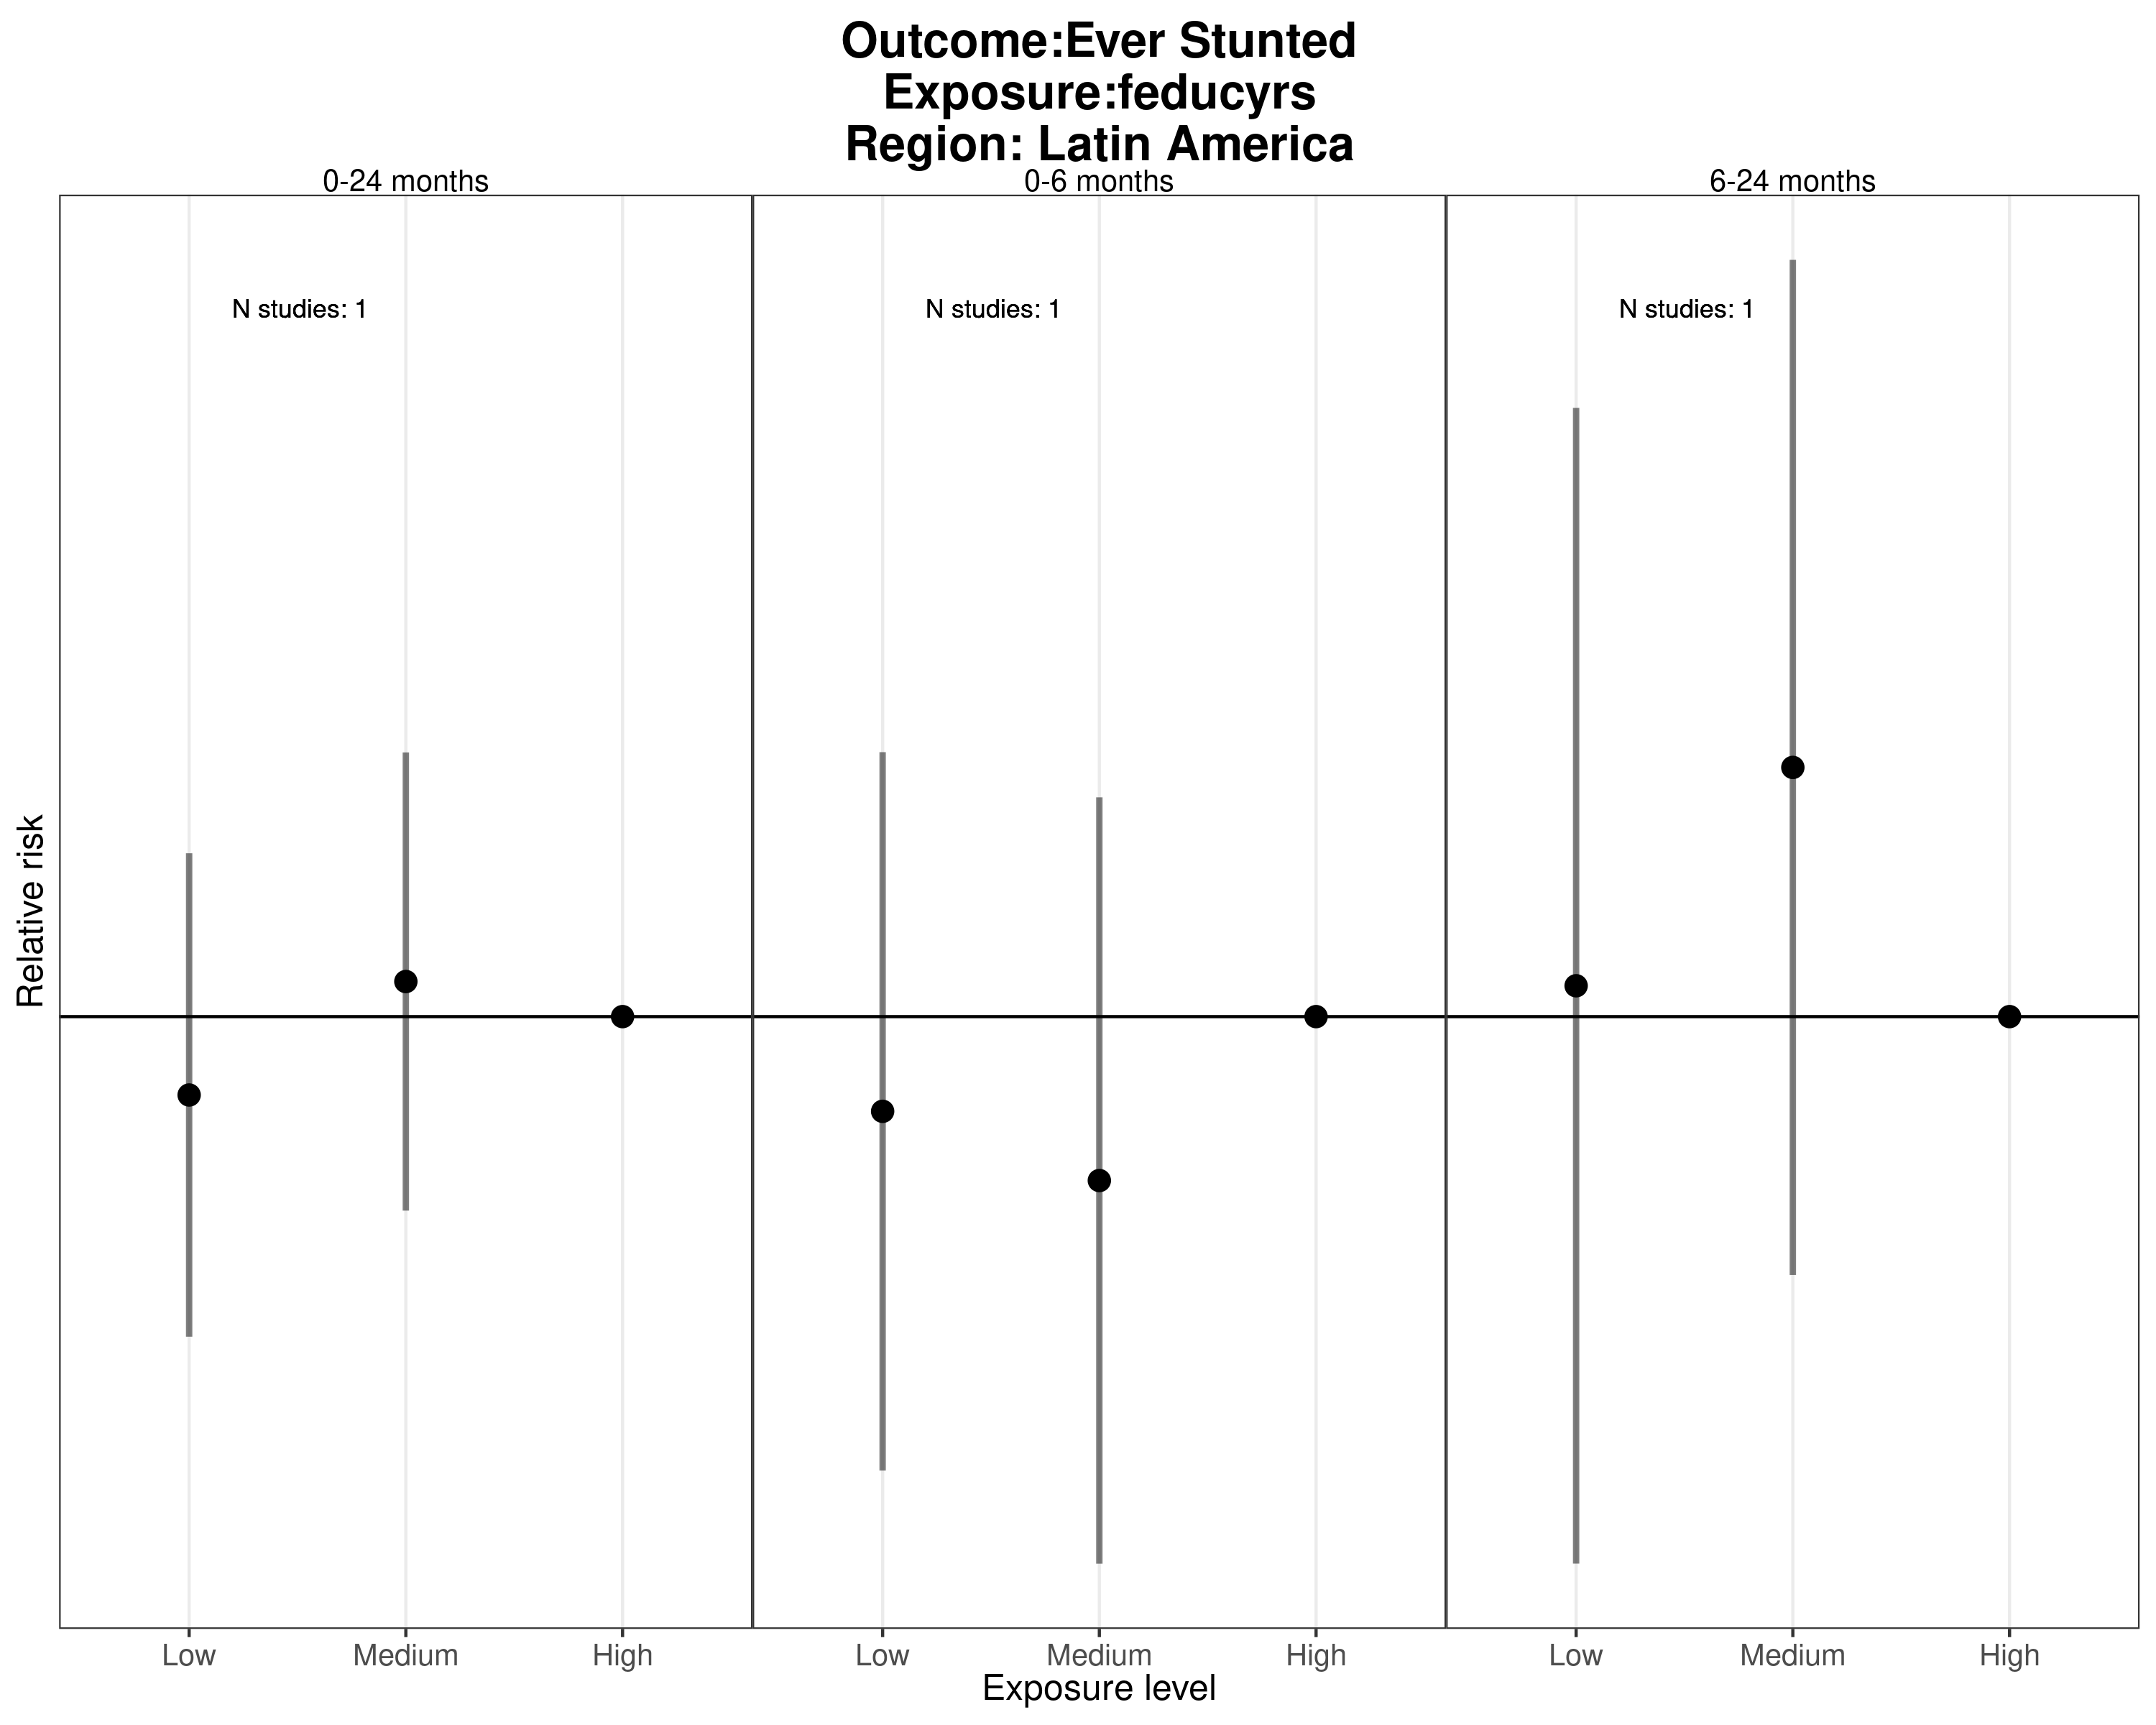 Outcome:Ever Stunted
Exposure:feducyrs
Region: Latin America
0-24 months
0-6 months
6-24 months
N studies: 1
N studies: 1
N studies: 1
Relative risk
Low
Medium
High
Low
Medium
High
Low
Medium
High
Exposure level